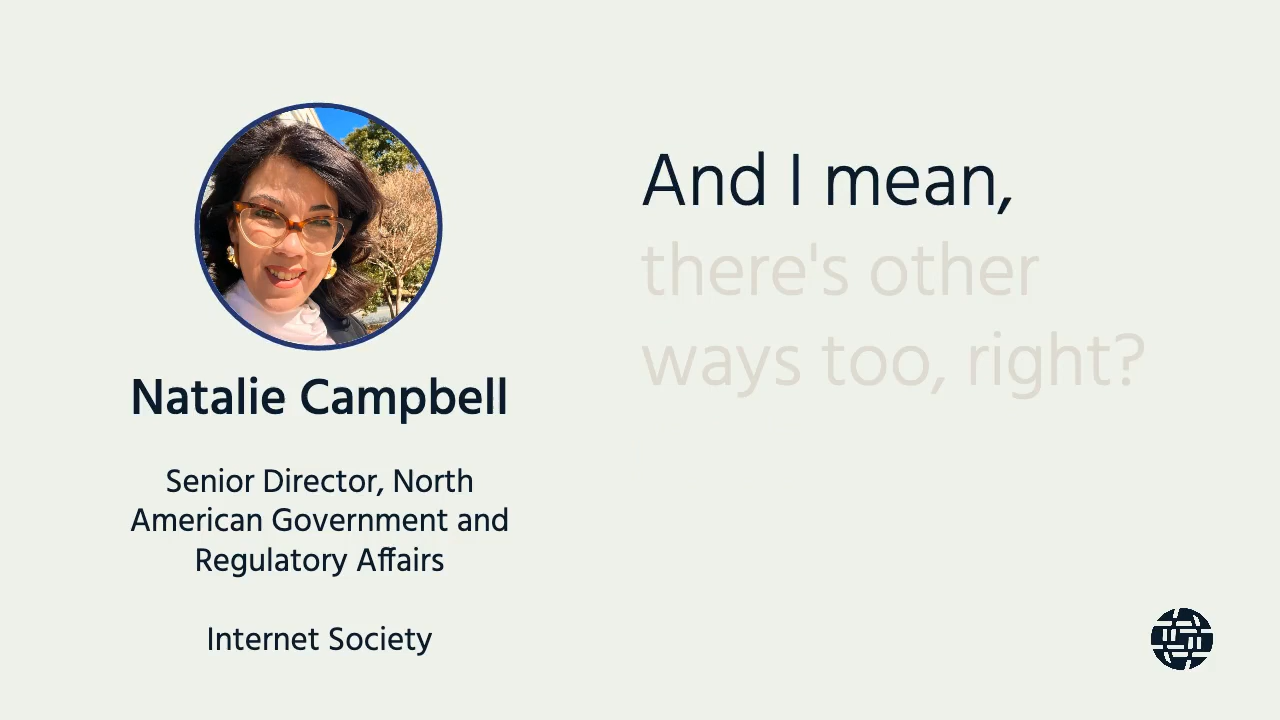 Natalie Campbell
Senior Director, North
American Government and
Regulatory Affairs
Internet Society
And I mean,
there's other
ways too, right?